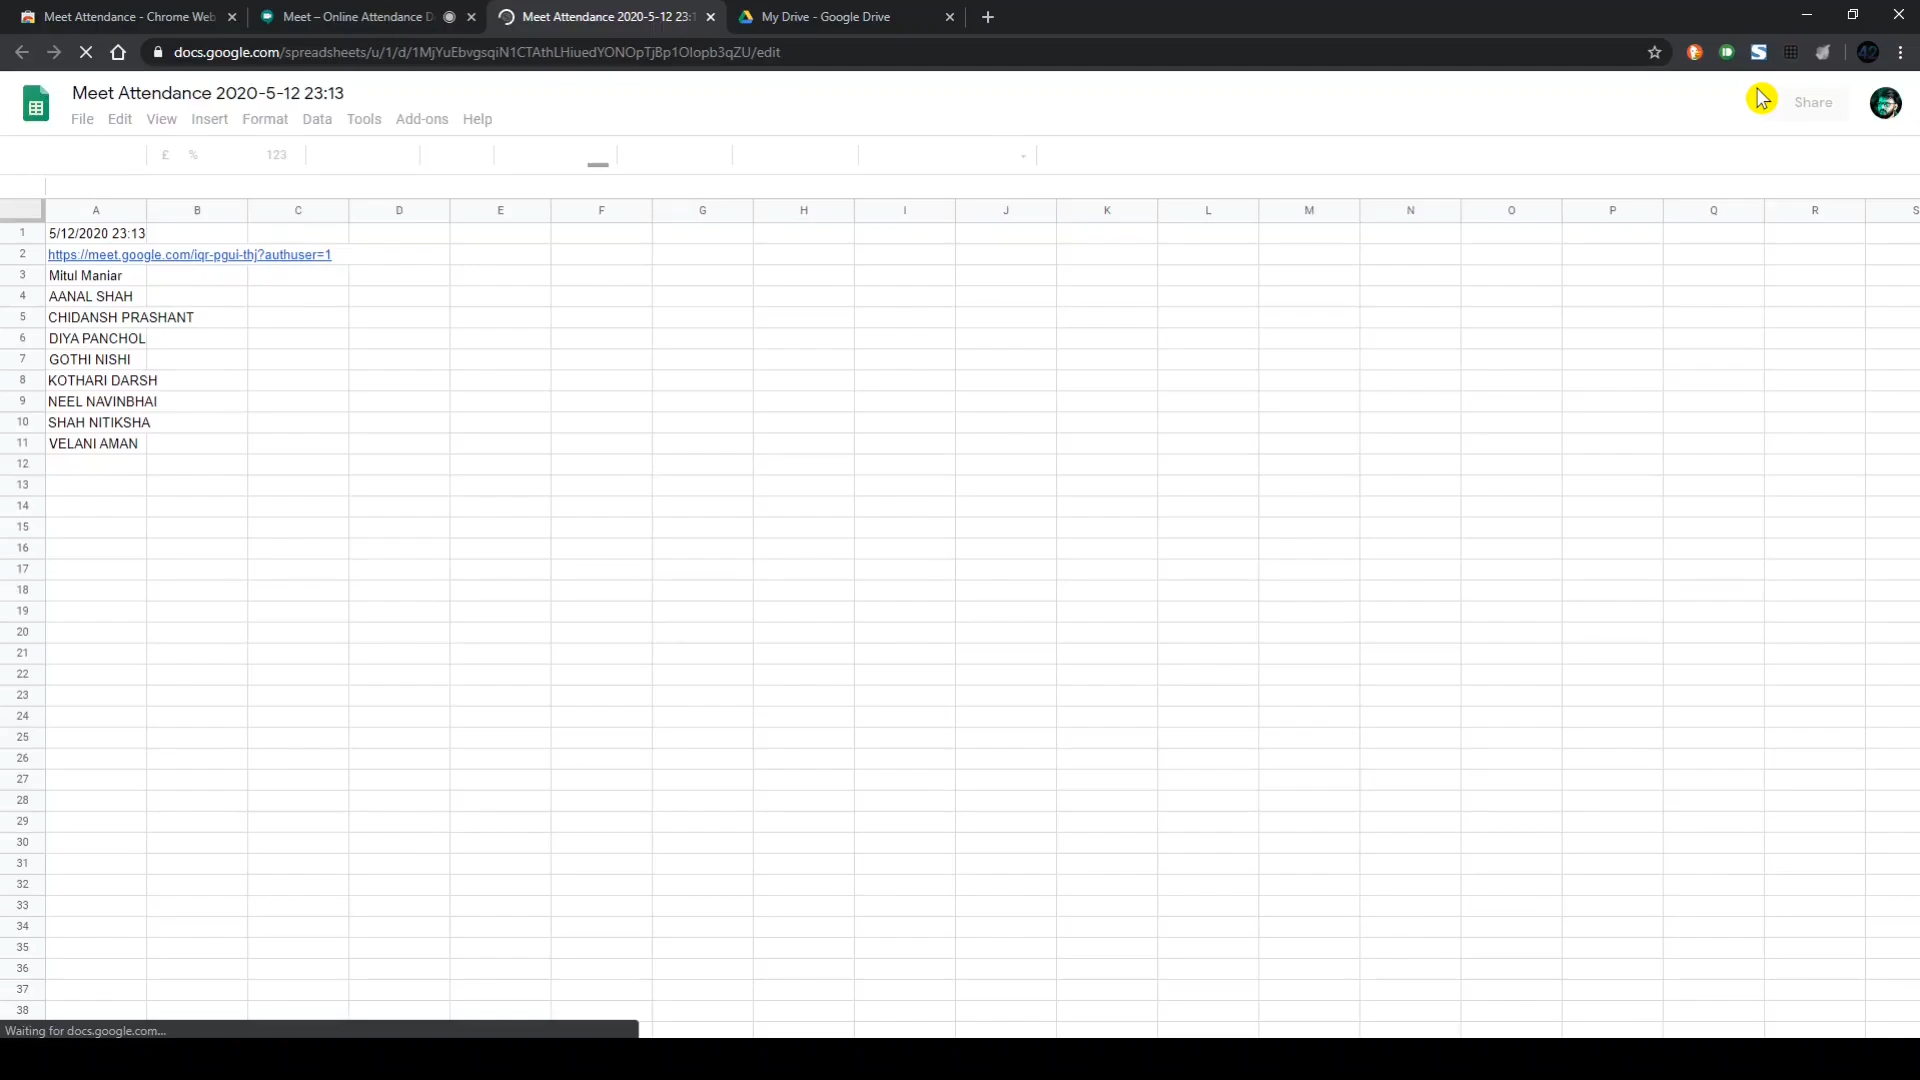 Meet Attendance - Chrome Web
Meet – Online Attendance D
Meet Attendance 2020-5-12 23:1
My Drive - Google Drive
docs.google.com/spreadsheets/u/1/d/1MjYuEbvgsqiN1CTAthLHiuedYONOpTjBp1Olopb3qZU/edit
42
Meet Attendance 2020-5-12 23:13
Share
File Edit View Insert Format Data Tools Add-ons Help
£ % 123
A B C D E F G H I J K L M N O P Q R S
1 5/12/2020 23:13
2 https://meet.google.com/iqr-pgui-thj?authuser=1
3 Mitul Maniar
4 AANAL SHAH
5 CHIDANSH PRASHANT
6 DIYA PANCHOL
7 GOTHI NISHI
8 KOTHARI DARSH
9 NEEL NAVINBHAI
10 SHAH NITIKSHA
11 VELANI AMAN
12
13
14
15
16
17
18
19
20
21
22
23
24
25
26
27
28
29
30
31
32
33
34
35
36
37
38
Waiting for docs.google.com...